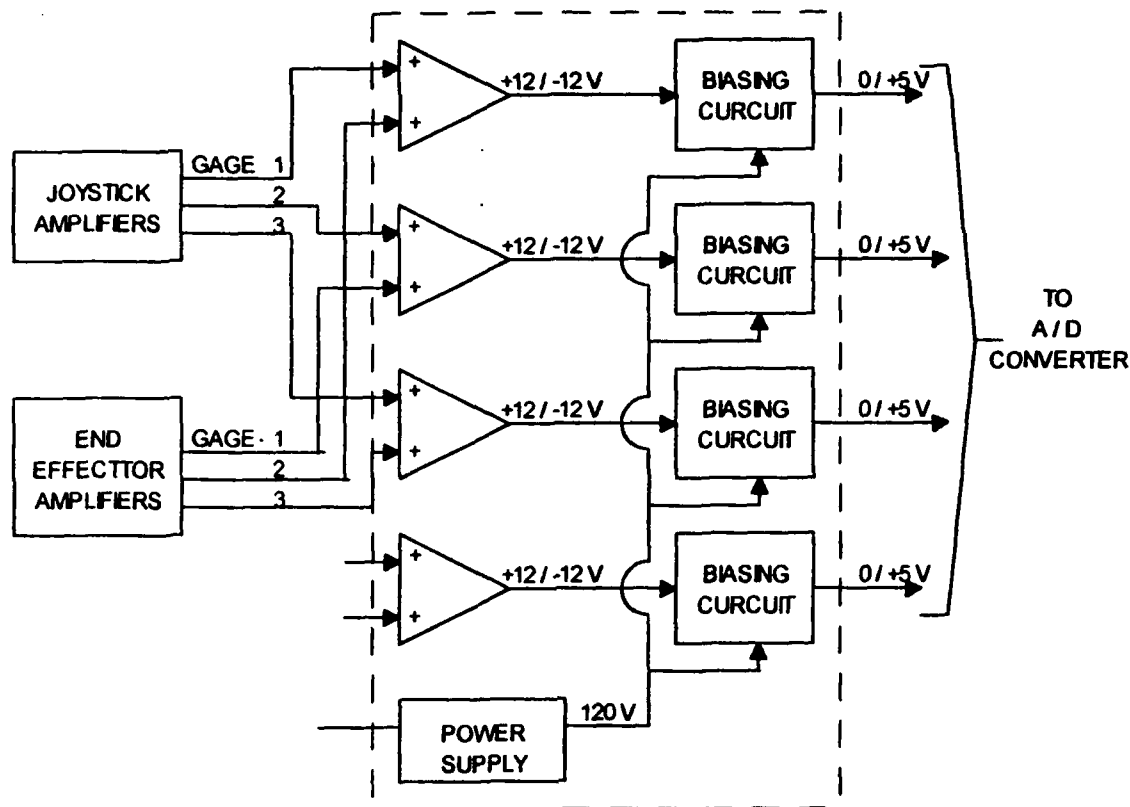 +
+
+12 / -12 V
BIASING
CURCUIT
0 / +5 V
JOYSTICK
AMPLIFIERS
GAGE 1
2
3
+
+
+12 / -12 V
BIASING
CURCUIT
0 / +5 V
TO
A / D
CONVERTER
END
EFFECTTOR
AMPLIFIERS
GAGE 1
2
3
+
+
+12 / -12 V
BIASING
CURCUIT
0 / +5 V
+
+
+12 / -12 V
BIASING
CURCUIT
0 / +5 V
POWER
SUPPLY
120 V